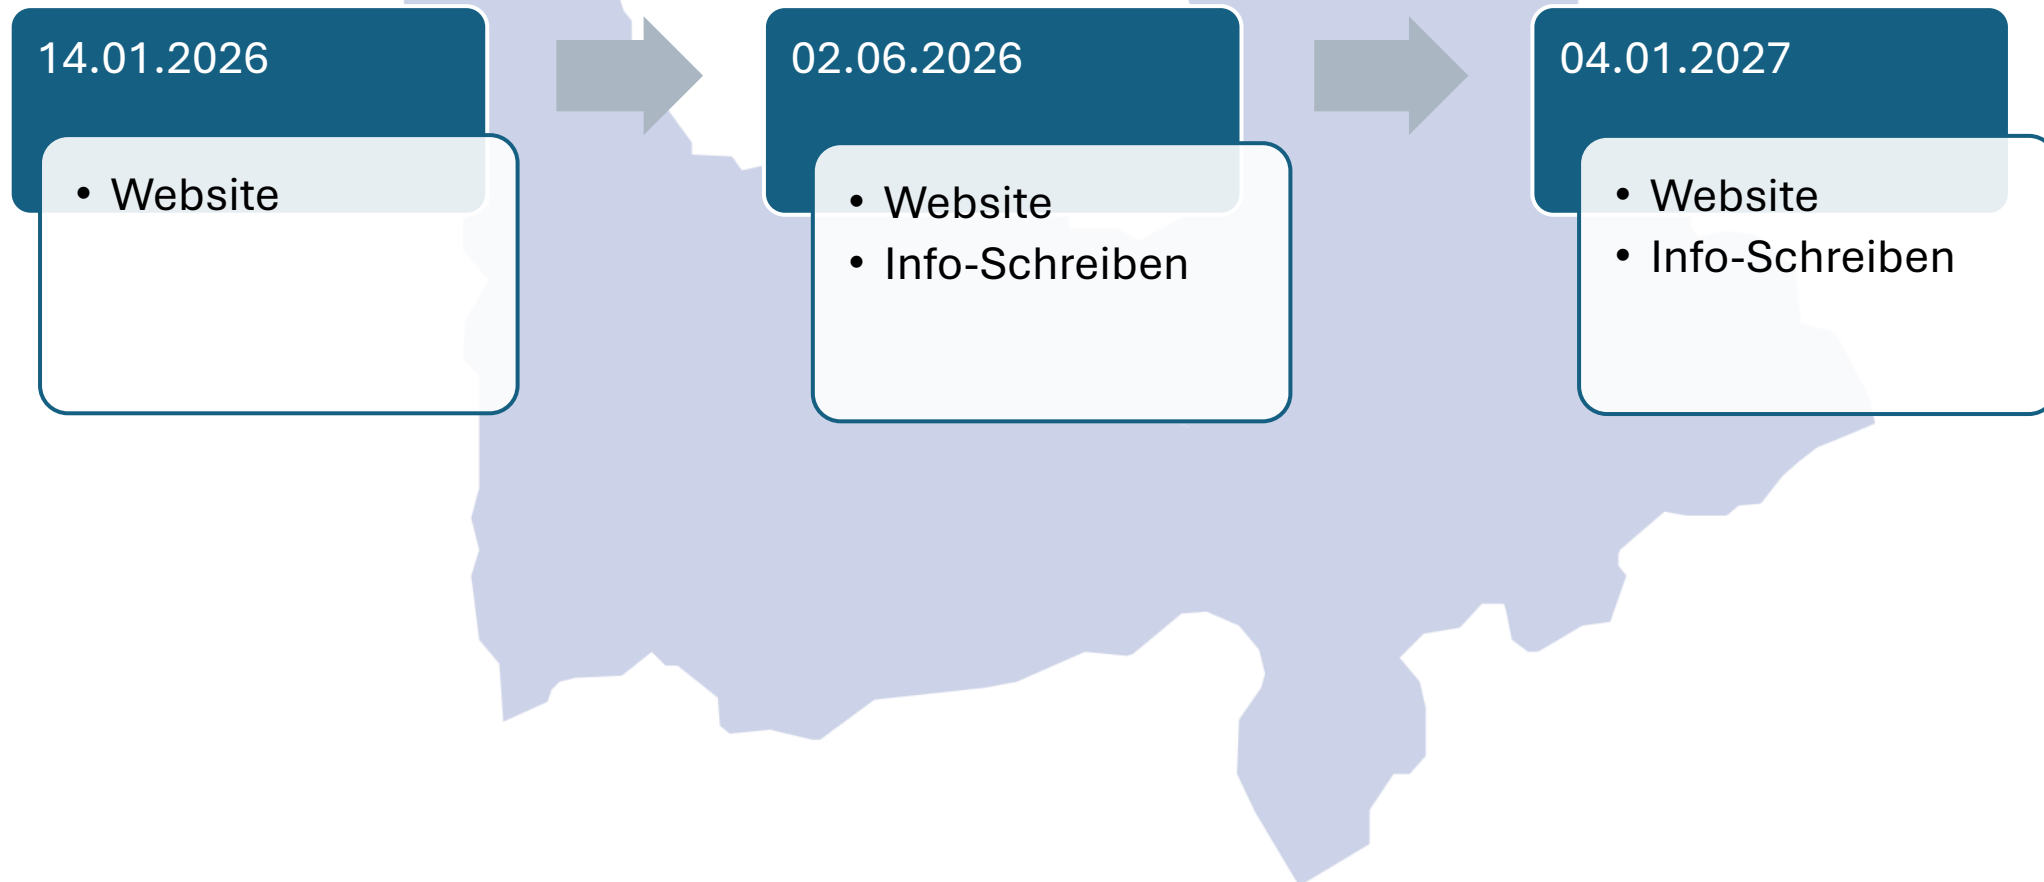 14.01.2026
• Website
02.06.2026
• Website
• Info-Schreiben
04.01.2027
• Website
• Info-Schreiben